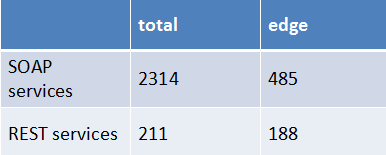 total edge
SOAP
services 2314 485
REST services 211 188